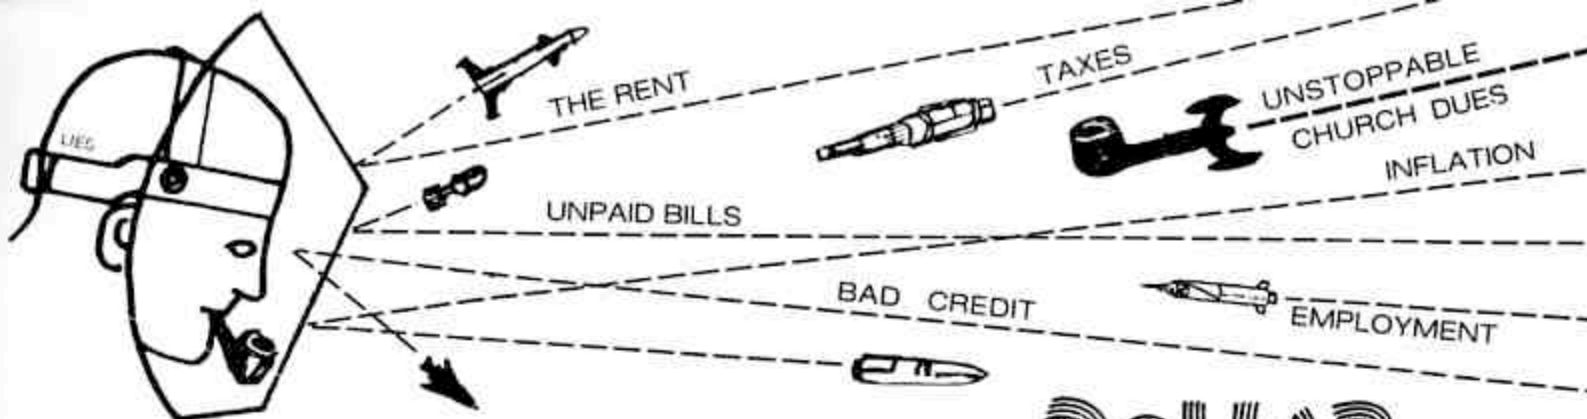 LIES
THE RENT
TAXES
UNSTOPPABLE
CHURCH DUES
INFLATION
UNPAID BILLS
BAD CREDIT
EMPLOYMENT